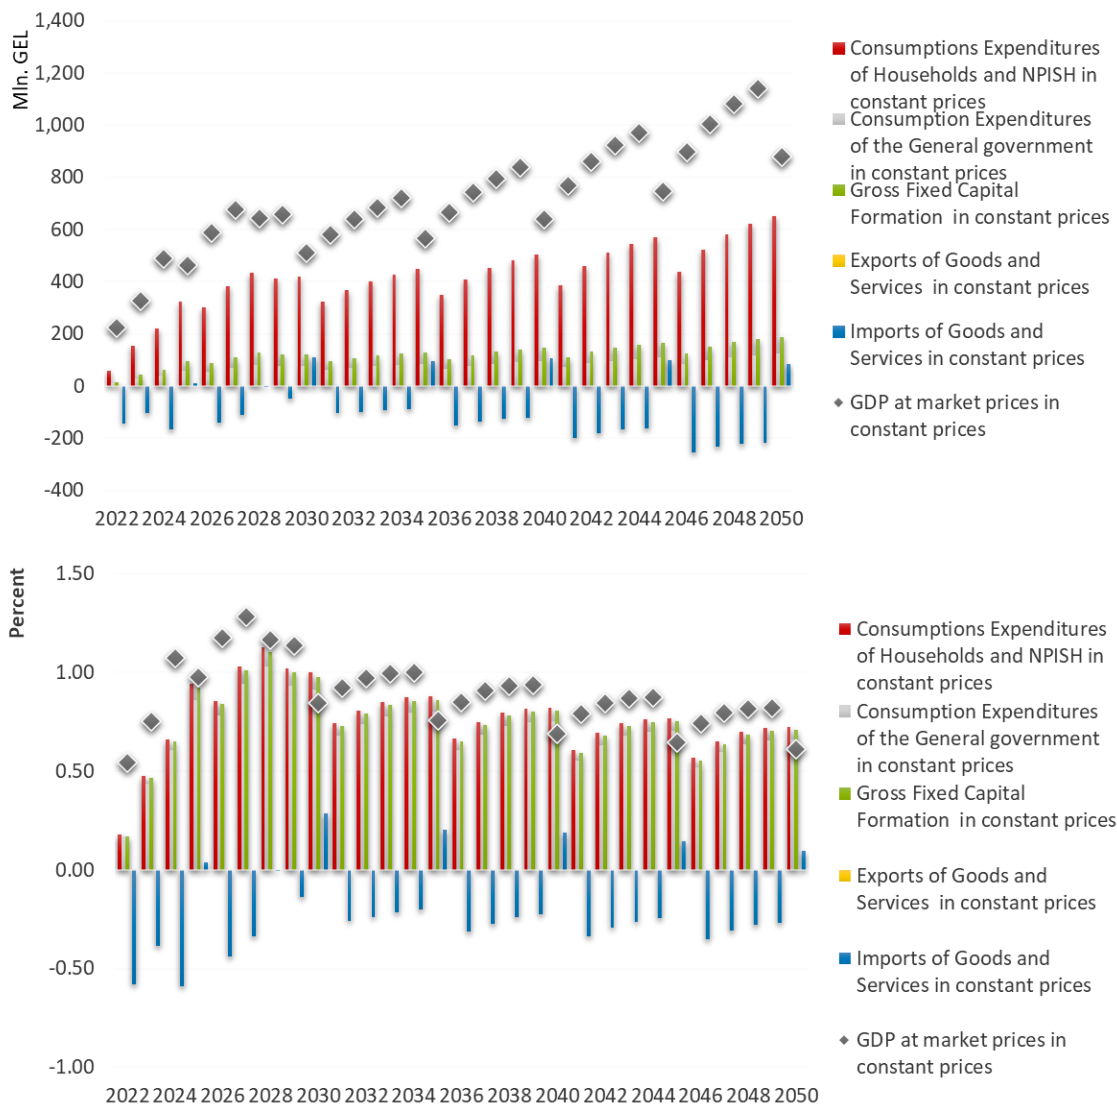 1,400
1,200
1,000
800
600
400
200
0
-200
-400
Mln. GEL
2022 2024 2026 2028 2030 2032 2034 2036 2038 2040 2042 2044 2046 2048 2050
Consumptions Expenditures
of Households and NPISH in
constant prices
Consumption Expenditures
of the General government
in constant prices
Gross Fixed Capital
Formation in constant prices
Exports of Goods and
Services in constant prices
Imports of Goods and
Services in constant prices
GDP at market prices in
constant prices
1.50
1.00
0.50
0.00
-0.50
-1.00
Percent
2022 2024 2026 2028 2030 2032 2034 2036 2038 2040 2042 2044 2046 2048 2050
Consumptions Expenditures
of Households and NPISH in
constant prices
Consumption Expenditures
of the General government
in constant prices
Gross Fixed Capital
Formation in constant prices
Exports of Goods and
Services in constant prices
Imports of Goods and
Services in constant prices
GDP at market prices in
constant prices